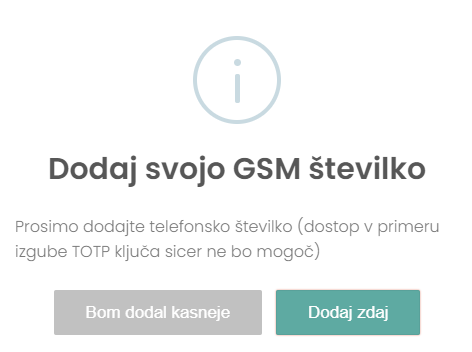 Dodaj svojo GSM številko
Prosimo dodajte telefonsko številko (dostop v primeru
izgube TOTP ključa sicer ne bo mogoč)
Bom dodal kasneje
Dodaj zdaj